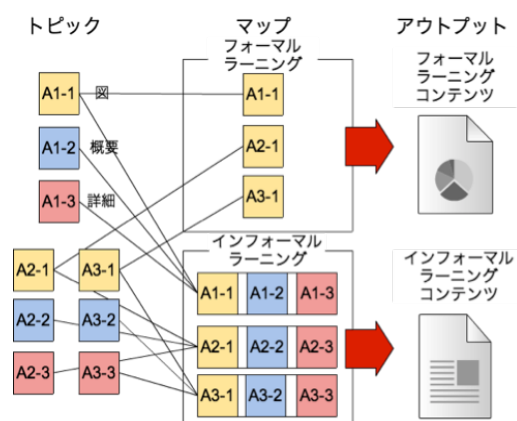 トピック
マップ
アウトプット
フォーマル
ラーニング
A1-1
図
A1-1
A1-2
概要
A2-1
A1-3
詳細
A3-1
フォーマル
ラーニング
コンテンツ
インフォーマル
ラーニング
A2-1 A3-1
A2-2 A3-2
A2-3 A3-3
A1-1 A1-2 A1-3
A2-1 A2-2 A2-3
A3-1 A3-2 A3-3
インフォーマル
ラーニング
コンテンツ